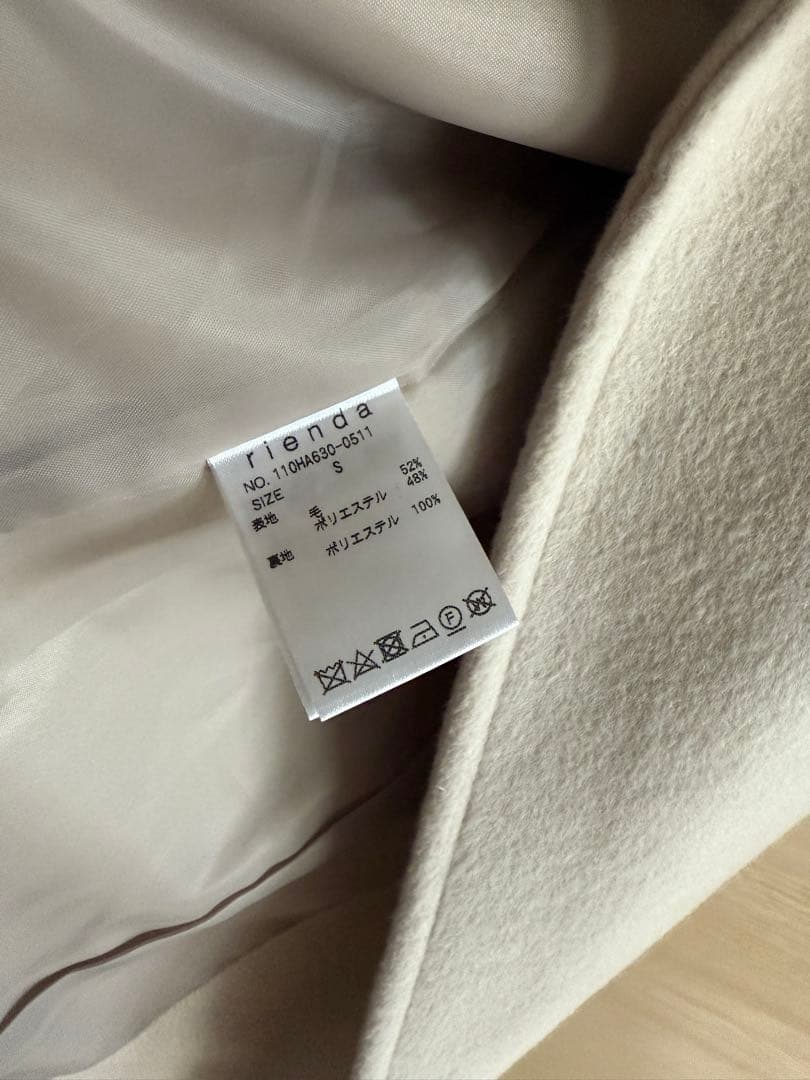 rienda
NO. 110HA630-0511
SIZE S
表地 毛 52%
ポリエステル 48%
裏地 ポリエステル 100%
F
W